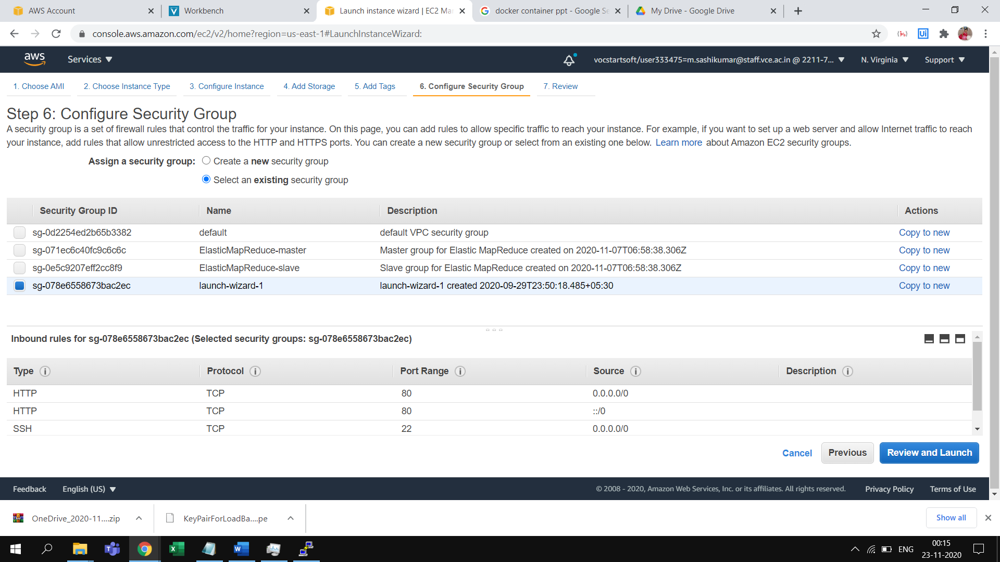 AWS Account
Workbench
Launch instance wizard | EC2 Ma
docker container ppt - Google Se
My Drive - Google Drive
console.aws.amazon.com/ec2/v2/home?region=us-east-1#LaunchInstanceWizard:
aws
Services
vocstartsoft/user333475=m.sashikumar@staff.vce.ac.in @ 2211-7...
N. Virginia
Support
1. Choose AMI
2. Choose Instance Type
3. Configure Instance
4. Add Storage
5. Add Tags
6. Configure Security Group
7. Review
Step 6: Configure Security Group
A security group is a set of firewall rules that control the traffic for your instance. On this page, you can add rules to allow specific traffic to reach your instance. For example, if you want to set up a web server and allow Internet traffic to reach
your instance, add rules that allow unrestricted access to the HTTP and HTTPS ports. You can create a new security group or select from an existing one below. Learn more about Amazon EC2 security groups.
Assign a security group: Create a new security group
Select an existing security group
Security Group ID Name Description Actions
sg-0d2254ed2b65b3382 default default VPC security group Copy to new
sg-071ec6c40fc9c6c6c ElasticMapReduce-master Master group for Elastic MapReduce created on 2020-11-07T06:58:38.306Z Copy to new
sg-0e5c9207eff2cc8f9 ElasticMapReduce-slave Slave group for Elastic MapReduce created on 2020-11-07T06:58:38.306Z Copy to new
sg-078e6558673bac2ec launch-wizard-1 launch-wizard-1 created 2020-09-29T23:50:18.485+05:30 Copy to new
Inbound rules for sg-078e6558673bac2ec (Selected security groups: sg-078e6558673bac2ec)
Type Protocol Port Range Source Description
HTTP TCP 80 0.0.0.0/0
HTTP TCP 80 ::/0
SSH TCP 22 0.0.0.0/0
Cancel
Previous
Review and Launch
Feedback
English (US)
© 2008 - 2020, Amazon Web Services, Inc. or its affiliates. All rights reserved.
Privacy Policy
Terms of Use
OneDrive_2020-11....zip
KeyPairForLoadBa....pe
Show all
ENG
00:15
23-11-2020